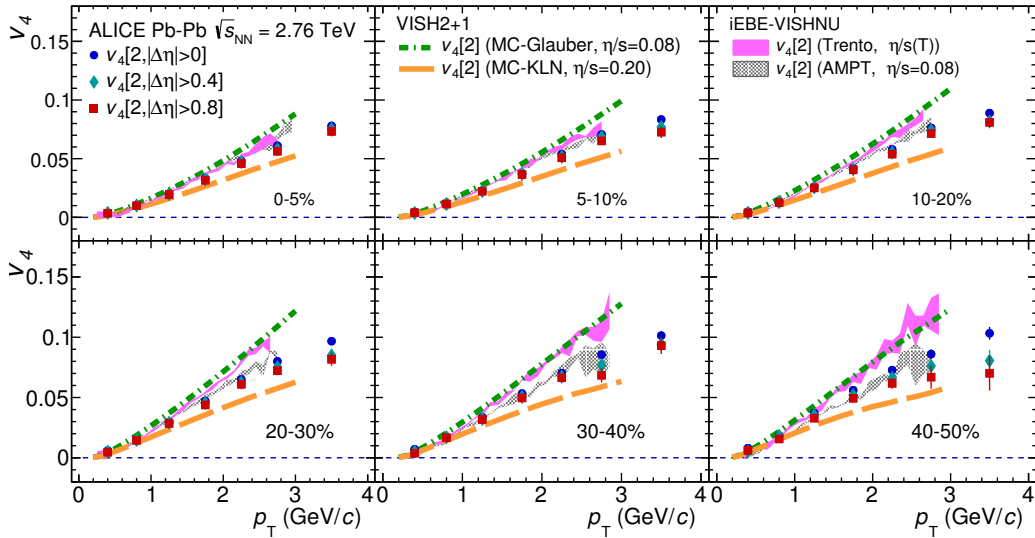 v₄
ALICE Pb-Pb √s_NN = 2.76 TeV
v₄[2,|Δη|>0]
v₄[2,|Δη|>0.4]
v₄[2,|Δη|>0.8]
VISH2+1
v₄[2] (MC-Glauber, η/s=0.08)
v₄[2] (MC-KLN, η/s=0.20)
iEBE-VISHNU
v₄[2] (Trento, η/s(T))
v₄[2] (AMPT, η/s=0.08)
0.15
0.1
0.05
0
0-5%
5-10%
10-20%
v₄
0.15
0.1
0.05
0
20-30%
30-40%
40-50%
0 1 2 3 4
0 1 2 3 4
0 1 2 3 4
p_T (GeV/c)
p_T (GeV/c)
p_T (GeV/c)